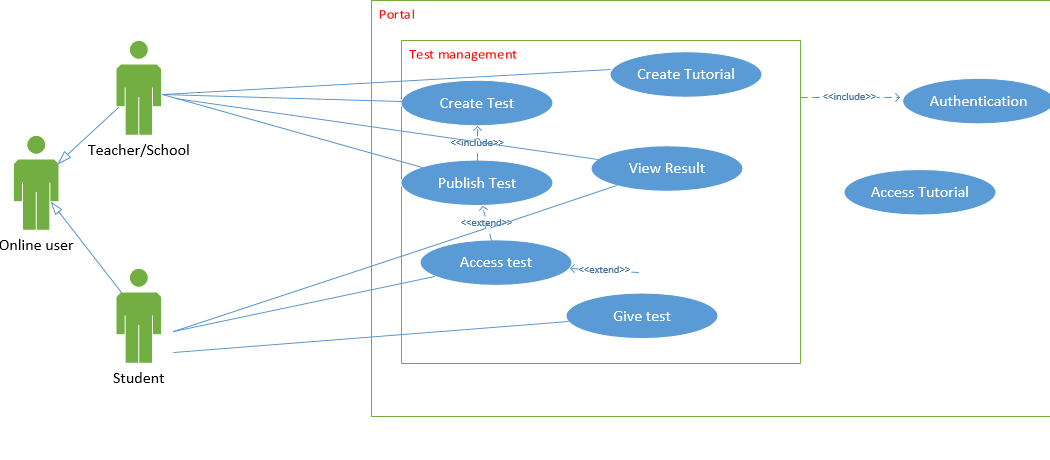 Portal
Test management
Create Tutorial
Create Test
<<include>>
Authentication
Teacher/School
<<include>>
View Result
Publish Test
Access Tutorial
<<extend>>
Online user
Access test
<<extend>>
Give test
Student